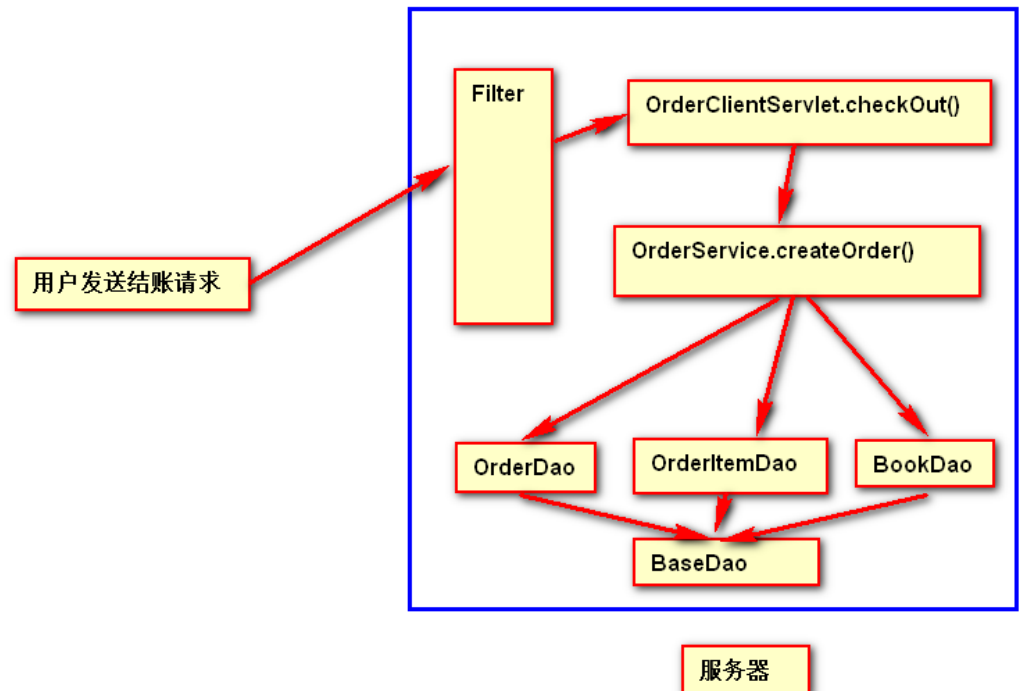 Filter
OrderClientServlet.checkOut()
OrderService.createOrder()
用户发送结账请求
OrderDao
OrderItemDao
BookDao
BaseDao
服务器